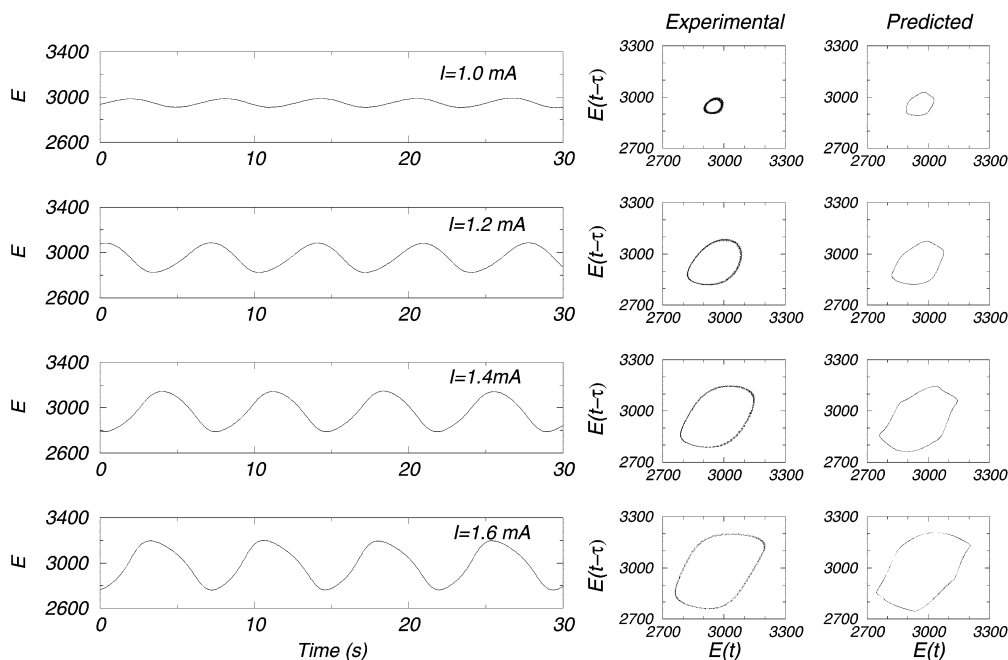 Experimental Predicted
3400 3000 2600 E I=1.0 mA
0 10 20 30
3300 3000 2700 E(t–τ)
2700 3000 3300
3300 3000 2700
2700 3000 3300
3400 3000 2600 E I=1.2 mA
0 10 20 30
3300 3000 2700 E(t–τ)
2700 3000 3300
3300 3000 2700
2700 3000 3300
3400 3000 2600 E I=1.4mA
0 10 20 30
3300 3000 2700 E(t–τ)
2700 3000 3300
3300 3000 2700
2700 3000 3300
3400 3000 2600 E I=1.6 mA
0 10 20 30
Time (s)
3300 3000 2700 E(t–τ)
2700 3000 3300
E(t)
3300 3000 2700
2700 3000 3300
E(t)